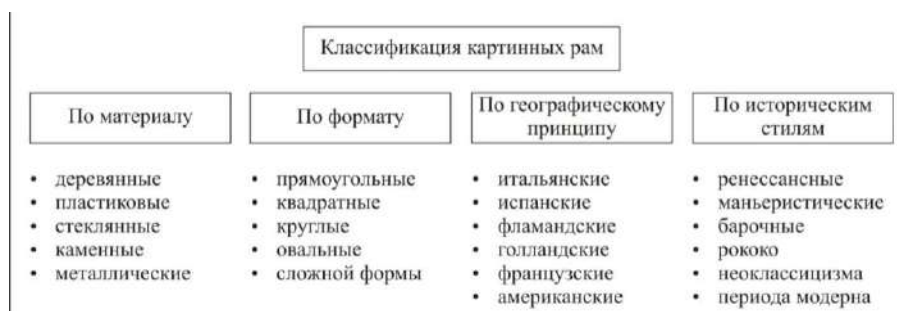 Классификация картинных рам
По материалу
• деревянные
• пластиковые
• стеклянные
• каменные
• металлические
По формату
• прямоугольные
• квадратные
• круглые
• овальные
• сложной формы
По географическому
принципу
• итальянские
• испанские
• фламандские
• голландские
• французские
• американские
По историческим
стилям
• ренессансные
• маньеристические
• барочные
• рококо
• неоклассицизма
• периода модерна